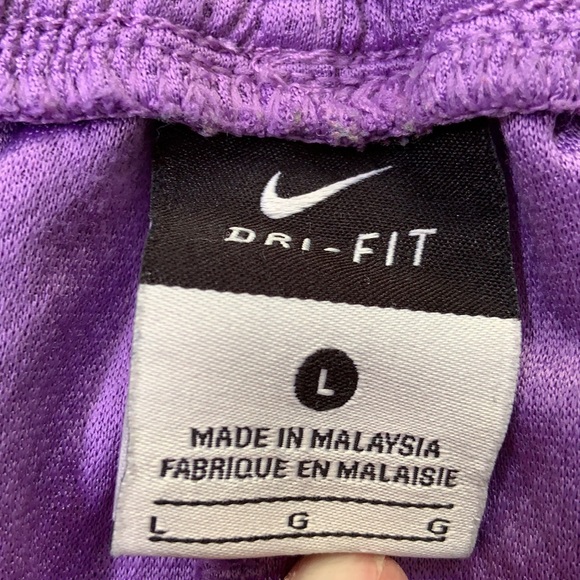 DRI-FIT
L
MADE IN MALAYSIA
FABRIQUE EN MALAISIE
L G G